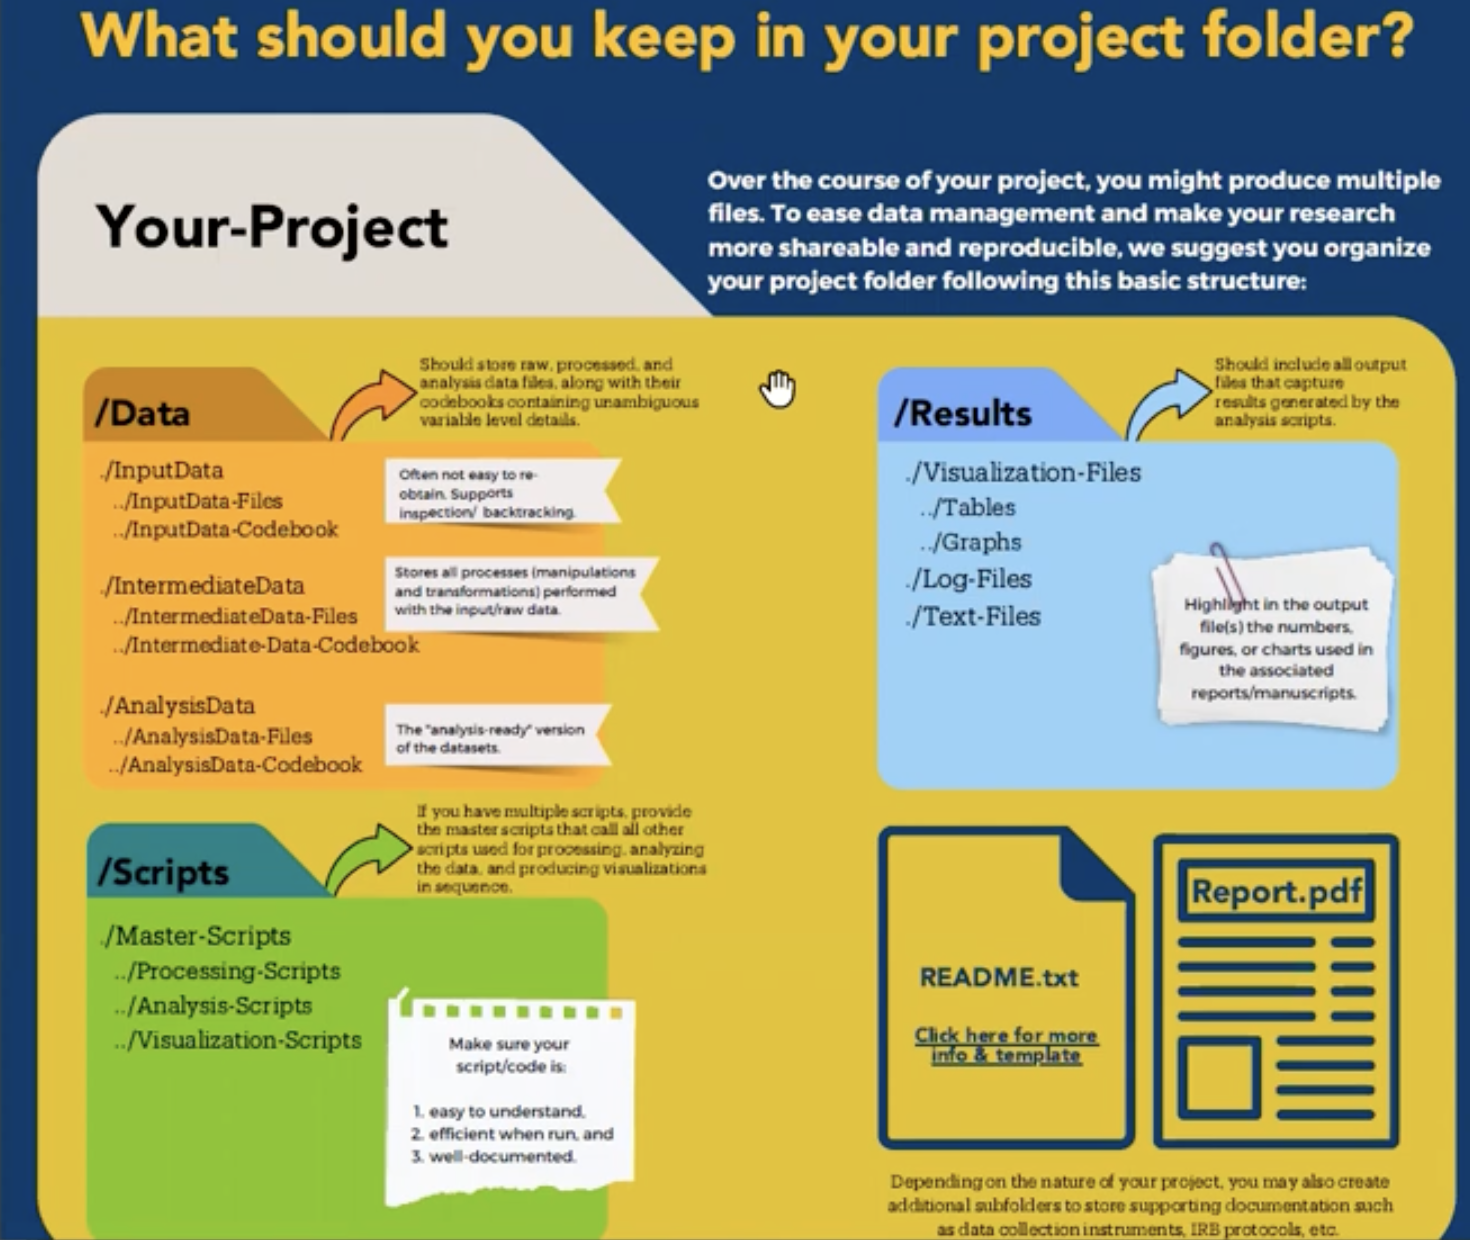 What should you keep in your project folder?
Your-Project
Over the course of your project, you might produce multiple
files. To ease data management and make your research
more shareable and reproducible, we suggest you organize
your project folder following this basic structure:
/Data
Should store raw, processed, and
analysis data files, along with their
codebooks containing unambiguous
variable level details.
./InputData
../InputData-Files
../InputData-Codebook
Often not easy to re-
obtain. Supports
inspection/ backtracking.
./IntermediateData
../IntermediateData-Files
../Intermediate-Data-Codebook
Stores all processes (manipulations
and transformations) performed
with the input/raw data.
./AnalysisData
../AnalysisData-Files
../AnalysisData-Codebook
The "analysis-ready" version
of the datasets.
/Results
Should include all output
files that capture
results generated by the
analysis scripts.
./Visualization-Files
../Tables
../Graphs
./Log-Files
./Text-Files
Highlight in the output
file(s) the numbers,
figures, or charts used in
the associated
reports/manuscripts.
/Scripts
If you have multiple scripts, provide
the master scripts that call all other
scripts used for processing, analyzing
the data, and producing visualizations
in sequence.
./Master-Scripts
../Processing-Scripts
../Analysis-Scripts
../Visualization-Scripts
Make sure your
script/code is:
1. easy to understand,
2. efficient when run, and
3. well-documented.
README.txt
Click here for more
info & template
Report.pdf
Depending on the nature of your project, you may also create
additional subfolders to store supporting documentation such
as data collection instruments, IRB protocols, etc.